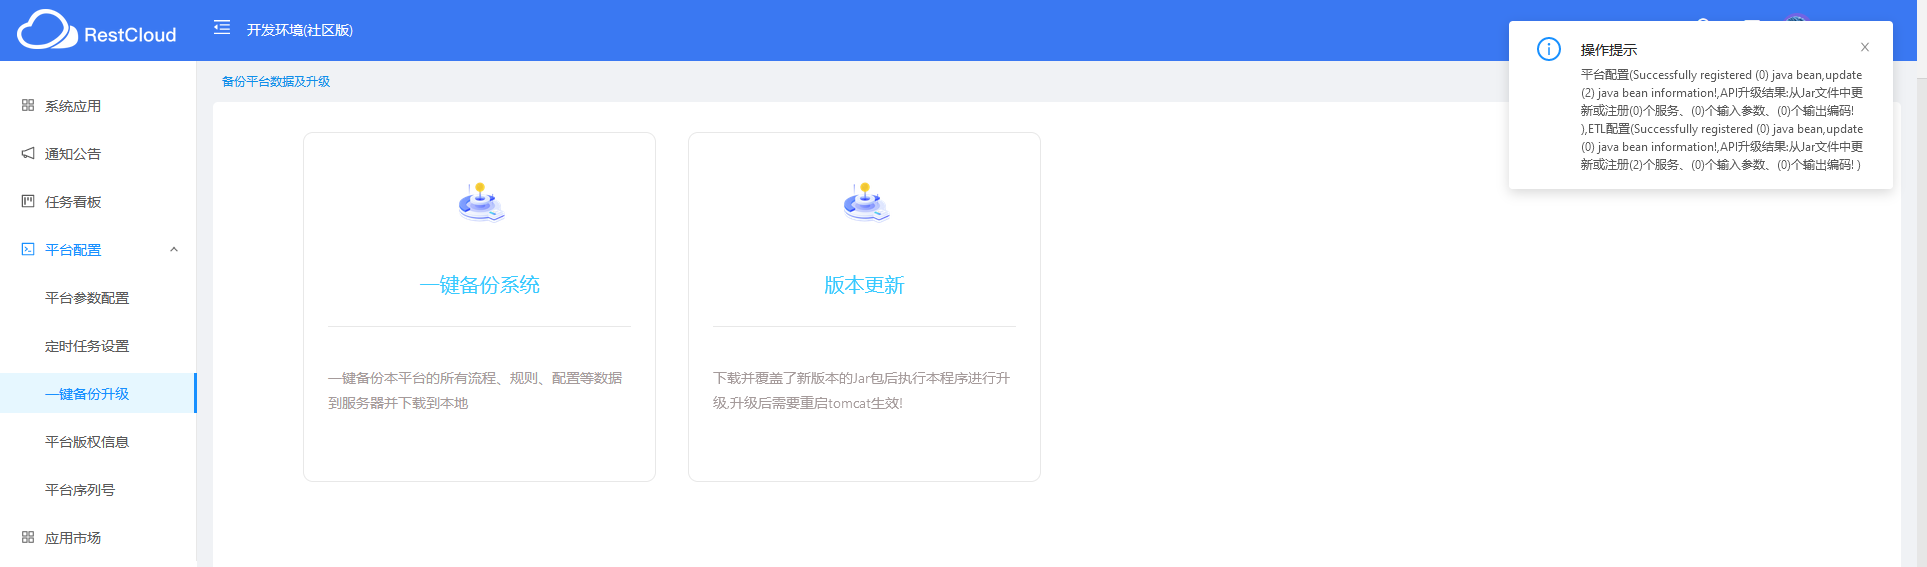 RestCloud
开发环境(社区版)
系统应用
通知公告
任务看板
平台配置
平台参数配置
定时任务设置
一键备份升级
平台版权信息
平台序列号
应用市场
备份平台数据及升级
一键备份系统
一键备份本平台的所有流程、规则、配置等数据
到服务器并下载到本地
版本更新
下载并覆盖了新版本的Jar包后执行本程序进行升
级,升级后需要重启tomcat生效!
操作提示
平台配置(Successfully registered (0) java bean,update
(2) java bean information!,API升级结果:从Jar文件中更
新或注册(0)个服务、(0)个输入参数、(0)个输出编码!
),ETL配置(Successfully registered (0) java bean,update
(0) java bean information!,API升级结果:从Jar文件中更
新或注册(2)个服务、(0)个输入参数、(0)个输出编码! )